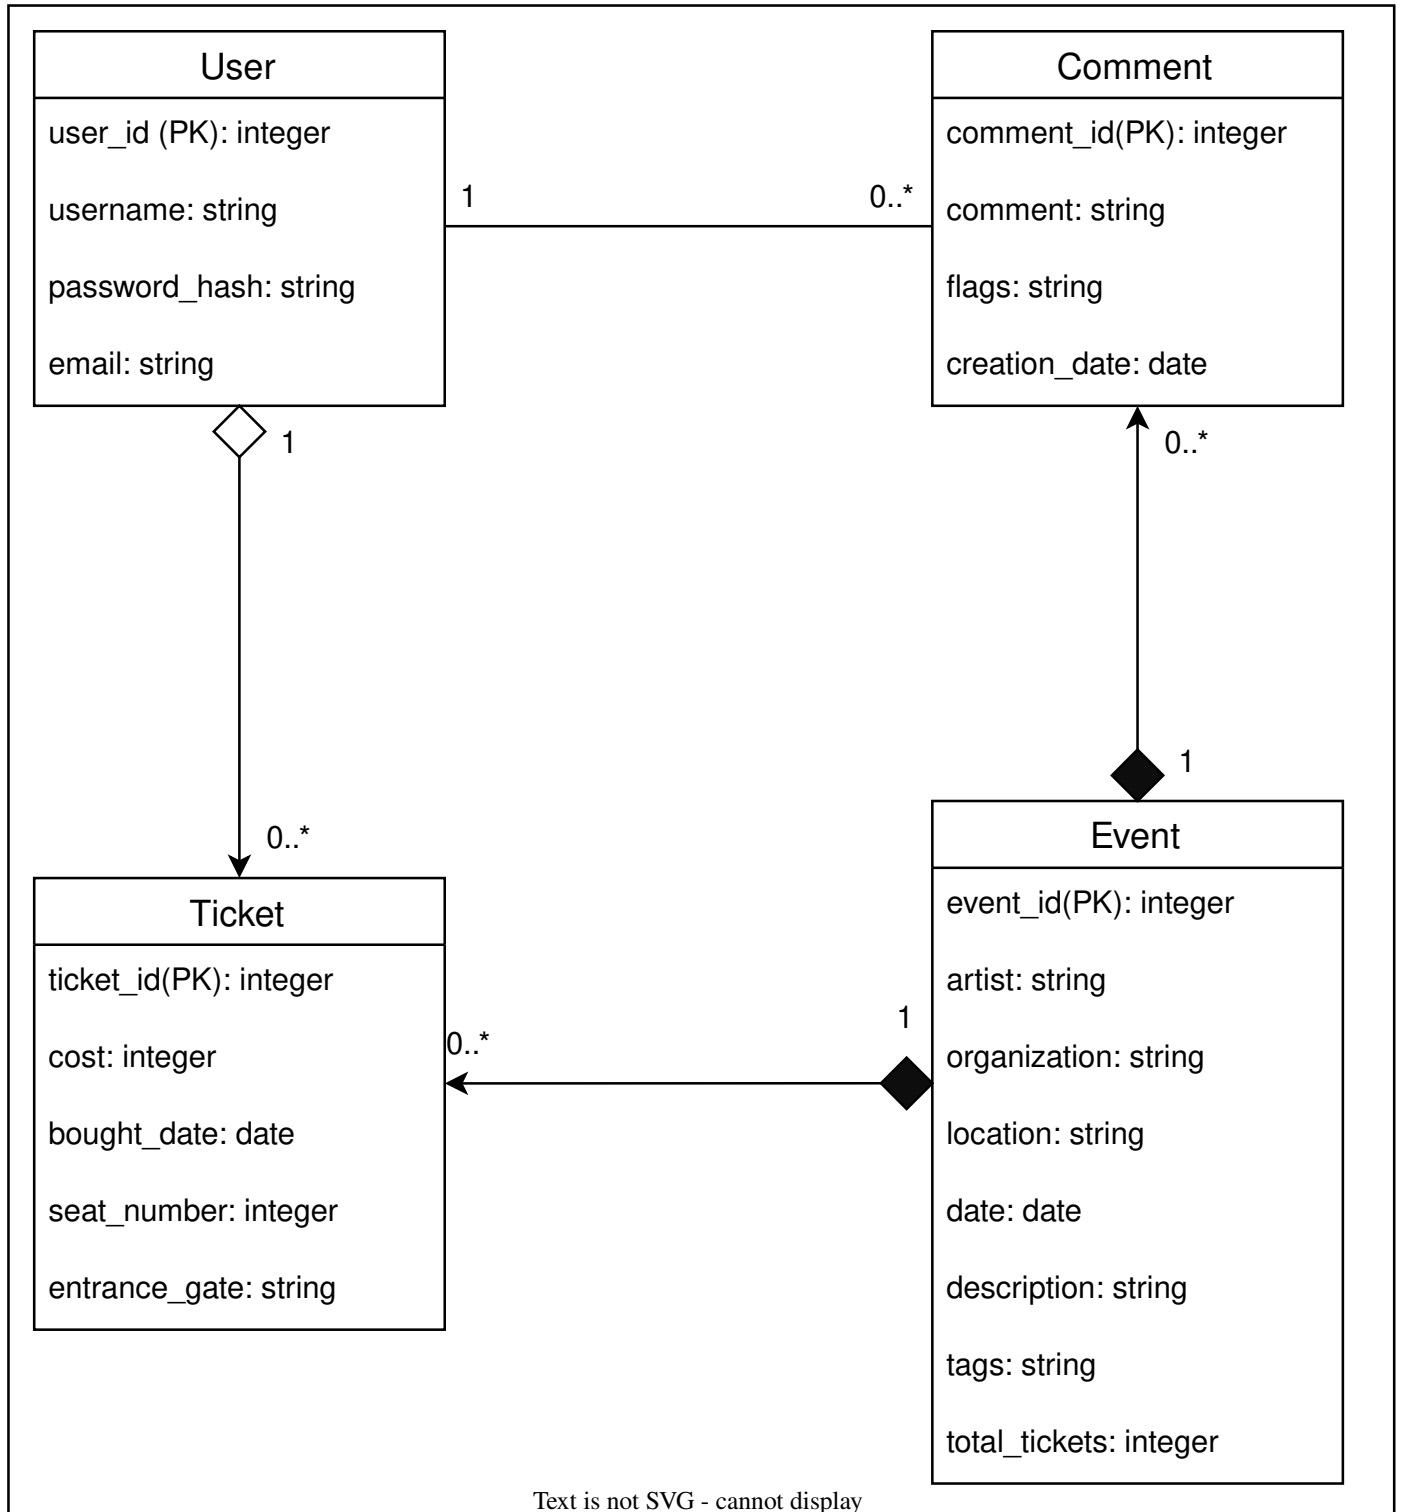 User
user_id (PK): integer
username: string
password_hash: string
email: string
1
0..*
Comment
comment_id(PK): integer
comment: string
flags: string
creation_date: date
1
0..*
0..*
1
Ticket
ticket_id(PK): integer
cost: integer
bought_date: date
seat_number: integer
entrance_gate: string
0..*
1
Event
event_id(PK): integer
artist: string
organization: string
location: string
date: date
description: string
tags: string
total_tickets: integer
Text is not SVG - cannot display